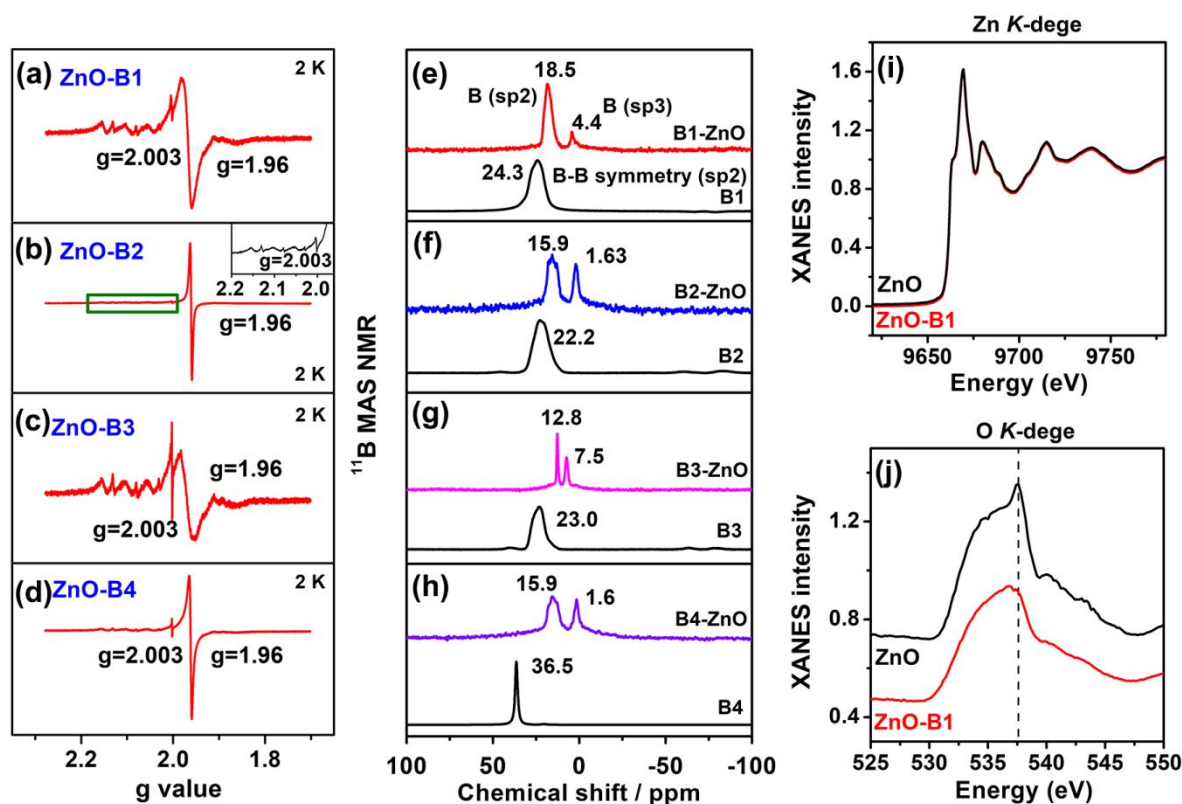 (a) ZnO-B1 2 K
g=2.003 g=1.96
(b) ZnO-B2
g=2.003
2.2 2.1 2.0
g=1.96
2 K
(c) ZnO-B3 2 K
g=1.96
g=2.003
(d) ZnO-B4 2 K
g=2.003 g=1.96
2.2 2.0 1.8
g value
¹¹B MAS NMR
(e) 18.5
B (sp2) B (sp3)
4.4
B1-ZnO
24.3 B-B symmetry (sp2)
B1
(f) 15.9 1.63
B2-ZnO
22.2 B2
(g) 12.8
7.5
B3-ZnO
23.0 B3
(h) 15.9 1.6
B4-ZnO
36.5
B4
100 50 0 -50 -100
Chemical shift / ppm
Zn K-dege
(i)
XANES intensity
1.6
1.2
0.8
0.4
0.0
ZnO
ZnO-B1
9650 9700 9750
Energy (eV)
O K-dege
(j)
XANES intensity
1.2
0.8
0.4
ZnO
ZnO-B1
525 530 535 540 545 550
Energy (eV)